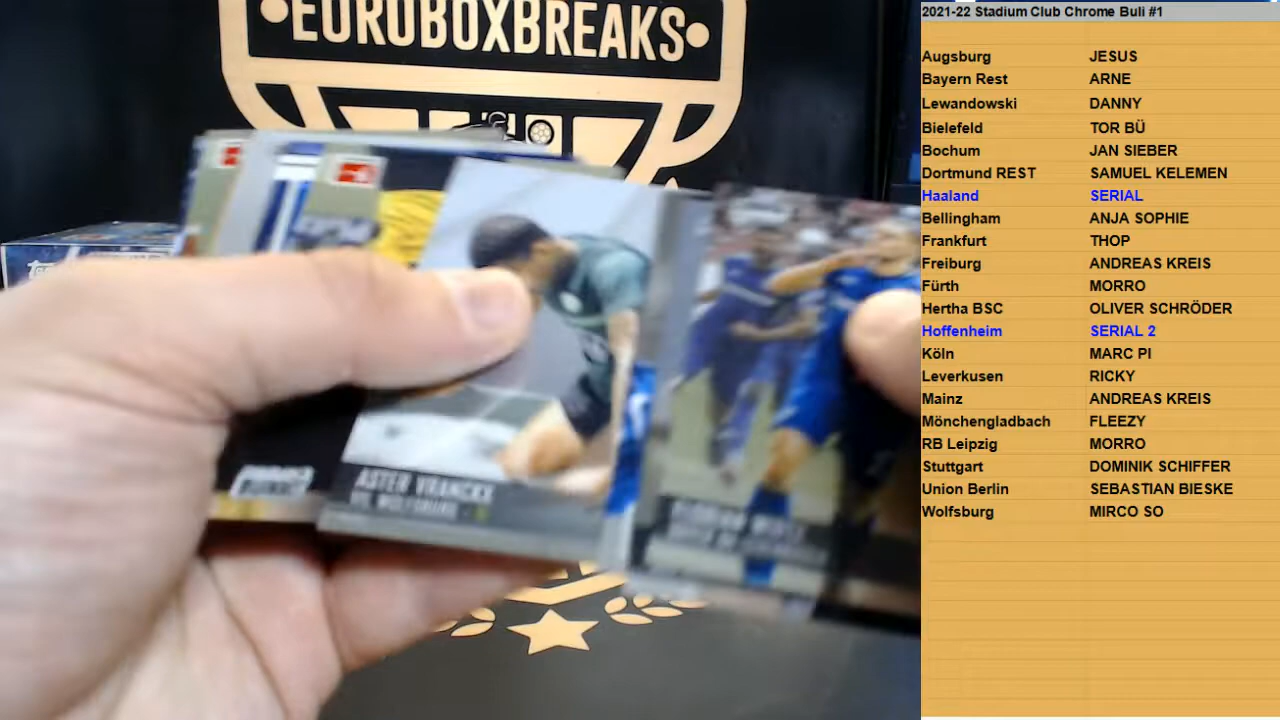 EUROBOXBREAKS
ASTER VRANCKX
VFL WOLFSBURG
2021-22 Stadium Club Chrome Buli #1
Augsburg JESUS
Bayern Rest ARNE
Lewandowski DANNY
Bielefeld TOR BÜ
Bochum JAN SIEBER
Dortmund REST SAMUEL KELEMEN
Haaland SERIAL
Bellingham ANJA SOPHIE
Frankfurt THOP
Freiburg ANDREAS KREIS
Fürth MORRO
Hertha BSC OLIVER SCHRÖDER
Hoffenheim SERIAL 2
Köln MARC PI
Leverkusen RICKY
Mainz ANDREAS KREIS
Mönchengladbach FLEEZY
RB Leipzig MORRO
Stuttgart DOMINIK SCHIFFER
Union Berlin SEBASTIAN BIESKE
Wolfsburg MIRCO SO